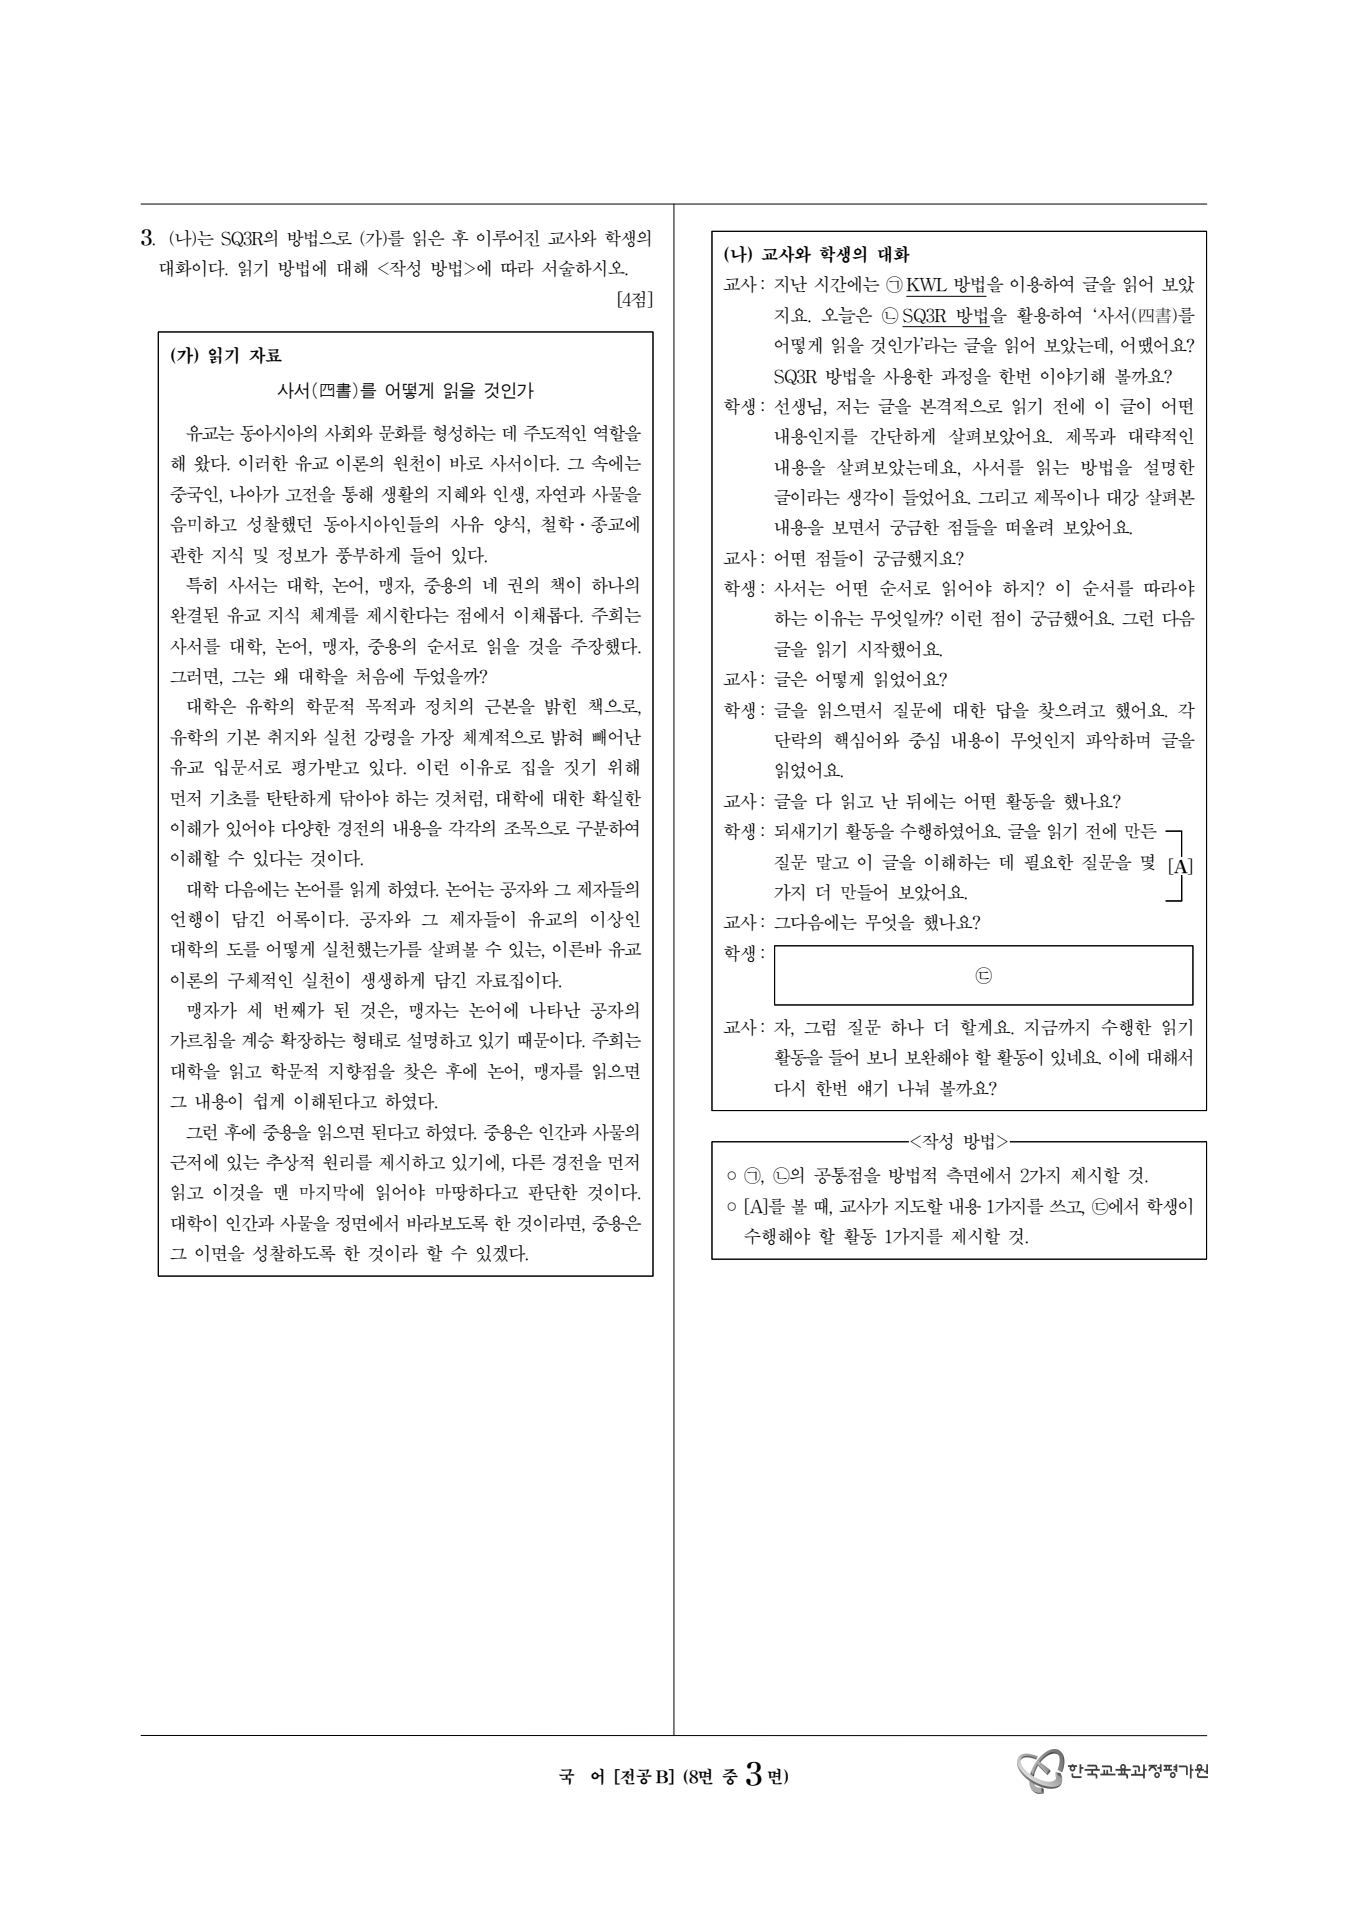 3. (나)는 SQ3R의 방법으로 (가)를 읽은 후 이루어진 교사와 학생의
대화이다. 읽기 방법에 대해 <작성 방법>에 따라 서술하시오.
[4점]
(가) 읽기 자료
사서(四書)를 어떻게 읽을 것인가
유교는 동아시아의 사회와 문화를 형성하는 데 주도적인 역할을
해 왔다. 이러한 유교 이론의 원천이 바로 사서이다. 그 속에는
중국인, 나아가 고전을 통해 생활의 지혜와 인생, 자연과 사물을
음미하고 성찰했던 동아시아인들의 사유 양식, 철학・종교에
관한 지식 및 정보가 풍부하게 들어 있다.
특히 사서는 대학, 논어, 맹자, 중용의 네 권의 책이 하나의
완결된 유교 지식 체계를 제시한다는 점에서 이채롭다. 주희는
사서를 대학, 논어, 맹자, 중용의 순서로 읽을 것을 주장했다.
그러면, 그는 왜 대학을 처음에 두었을까?
대학은 유학의 학문적 목적과 정치의 근본을 밝힌 책으로,
유학의 기본 취지와 실천 강령을 가장 체계적으로 밝혀 빼어난
유교 입문서로 평가받고 있다. 이런 이유로 집을 짓기 위해
먼저 기초를 탄탄하게 닦아야 하는 것처럼, 대학에 대한 확실한
이해가 있어야 다양한 경전의 내용을 각각의 조목으로 구분하여
이해할 수 있다는 것이다.
대학 다음에는 논어를 읽게 하였다. 논어는 공자와 그 제자들의
언행이 담긴 어록이다. 공자와 그 제자들이 유교의 이상인
대학의 도를 어떻게 실천했는가를 살펴볼 수 있는, 이른바 유교
이론의 구체적인 실천이 생생하게 담긴 자료집이다.
맹자가 세 번째가 된 것은, 맹자는 논어에 나타난 공자의
가르침을 계승 확장하는 형태로 설명하고 있기 때문이다. 주희는
대학을 읽고 학문적 지향점을 찾은 후에 논어, 맹자를 읽으면
그 내용이 쉽게 이해된다고 하였다.
그런 후에 중용을 읽으면 된다고 하였다. 중용은 인간과 사물의
근저에 있는 추상적 원리를 제시하고 있기에, 다른 경전을 먼저
읽고 이것을 맨 마지막에 읽어야 마땅하다고 판단한 것이다.
대학이 인간과 사물을 정면에서 바라보도록 한 것이라면, 중용은
그 이면을 성찰하도록 한 것이라 할 수 있겠다.
(나) 교사와 학생의 대화
교사: 지난 시간에는 ㉠KWL 방법을 이용하여 글을 읽어 보았
지요. 오늘은 ㉡SQ3R 방법을 활용하여 ‘사서(四書)를
어떻게 읽을 것인가’라는 글을 읽어 보았는데, 어땠어요?
SQ3R 방법을 사용한 과정을 한번 이야기해 볼까요?
학생: 선생님, 저는 글을 본격적으로 읽기 전에 이 글이 어떤
내용인지를 간단하게 살펴보았어요. 제목과 대략적인
내용을 살펴보았는데요, 사서를 읽는 방법을 설명한
글이라는 생각이 들었어요. 그리고 제목이나 대강 살펴본
내용을 보면서 궁금한 점들을 떠올려 보았어요.
교사: 어떤 점들이 궁금했지요?
학생: 사서는 어떤 순서로 읽어야 하지? 이 순서를 따라야
하는 이유는 무엇일까? 이런 점이 궁금했어요. 그런 다음
글을 읽기 시작했어요.
교사: 글은 어떻게 읽었어요?
학생: 글을 읽으면서 질문에 대한 답을 찾으려고 했어요. 각
단락의 핵심어와 중심 내용이 무엇인지 파악하며 글을
읽었어요.
교사: 글을 다 읽고 난 뒤에는 어떤 활동을 했나요?
학생: 되새기기 활동을 수행하였어요. 글을 읽기 전에 만든
질문 말고 이 글을 이해하는 데 필요한 질문을 몇 [A]
가지 더 만들어 보았어요.
교사: 그다음에는 무엇을 했나요?
학생: ㉢
교사: 자, 그럼 질문 하나 더 할게요. 지금까지 수행한 읽기
활동을 들어 보니 보완해야 할 활동이 있네요. 이에 대해서
다시 한번 얘기 나눠 볼까요?
<작성 방법>
○ ㉠, ㉡의 공통점을 방법적 측면에서 2가지 제시할 것.
○ [A]를 볼 때, 교사가 지도할 내용 1가지를 쓰고, ㉢에서 학생이
수행해야 할 활동 1가지를 제시할 것.
국 어 [전공 B] (8면 중 3 면)
한국교육과정평가원